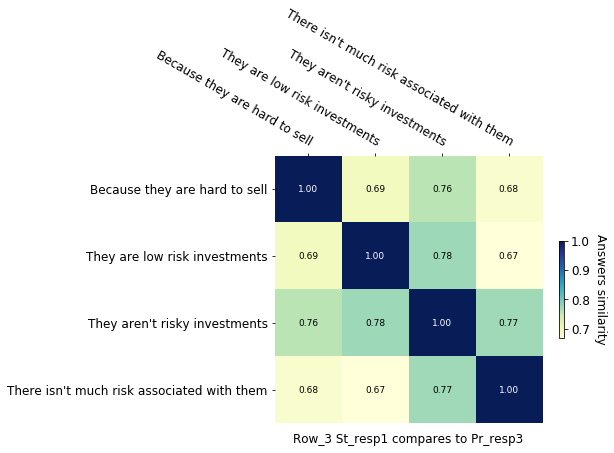 There isn't much risk associated with them
They aren't risky investments
They are low risk investments
Because they are hard to sell
Because they are hard to sell
1.00 0.69 0.76 0.68
They are low risk investments
0.69 1.00 0.78 0.67
They aren't risky investments
0.76 0.78 1.00 0.77
There isn't much risk associated with them
0.68 0.67 0.77 1.00
Row_3 St_resp1 compares to Pr_resp3
1.0
0.9
0.8
0.7
Answers similarity